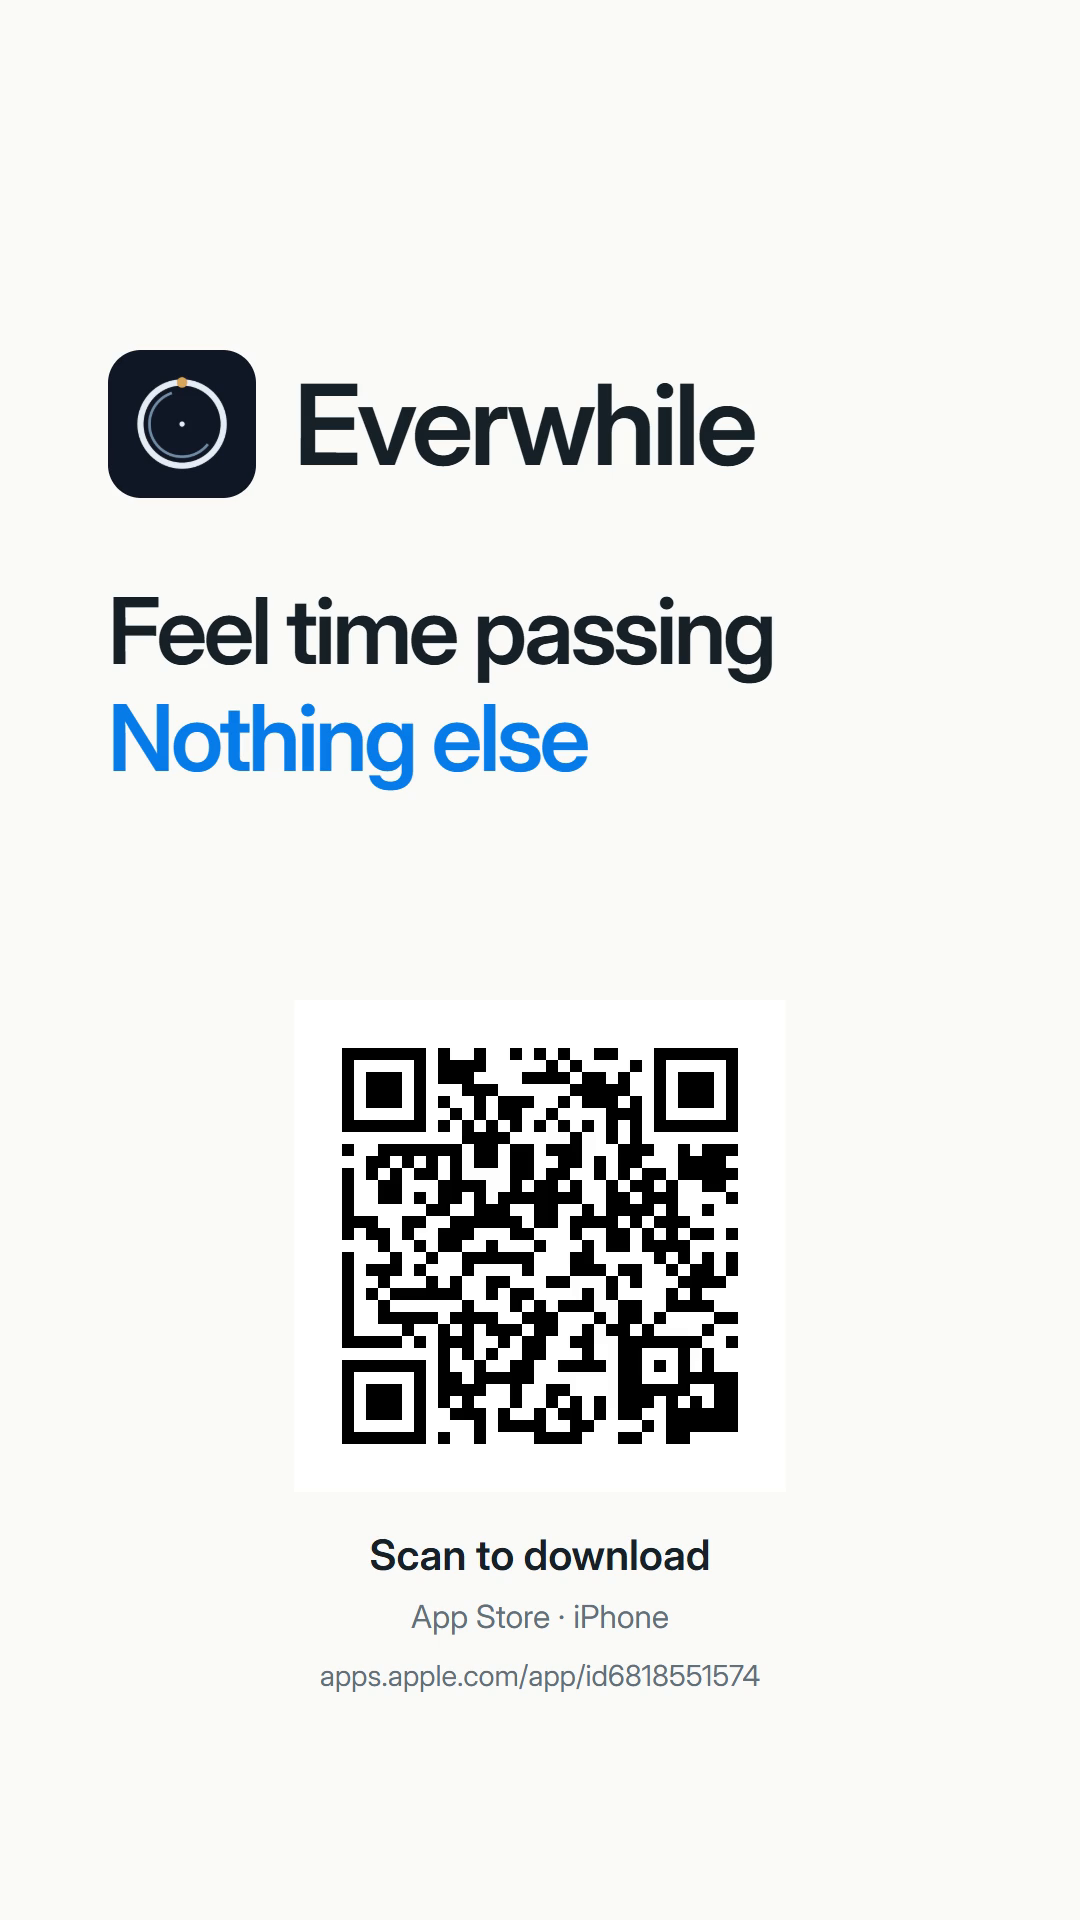 Everwhile
Feel time passing
Nothing else
Scan to download
App Store · iPhone
apps.apple.com/app/id6818551574